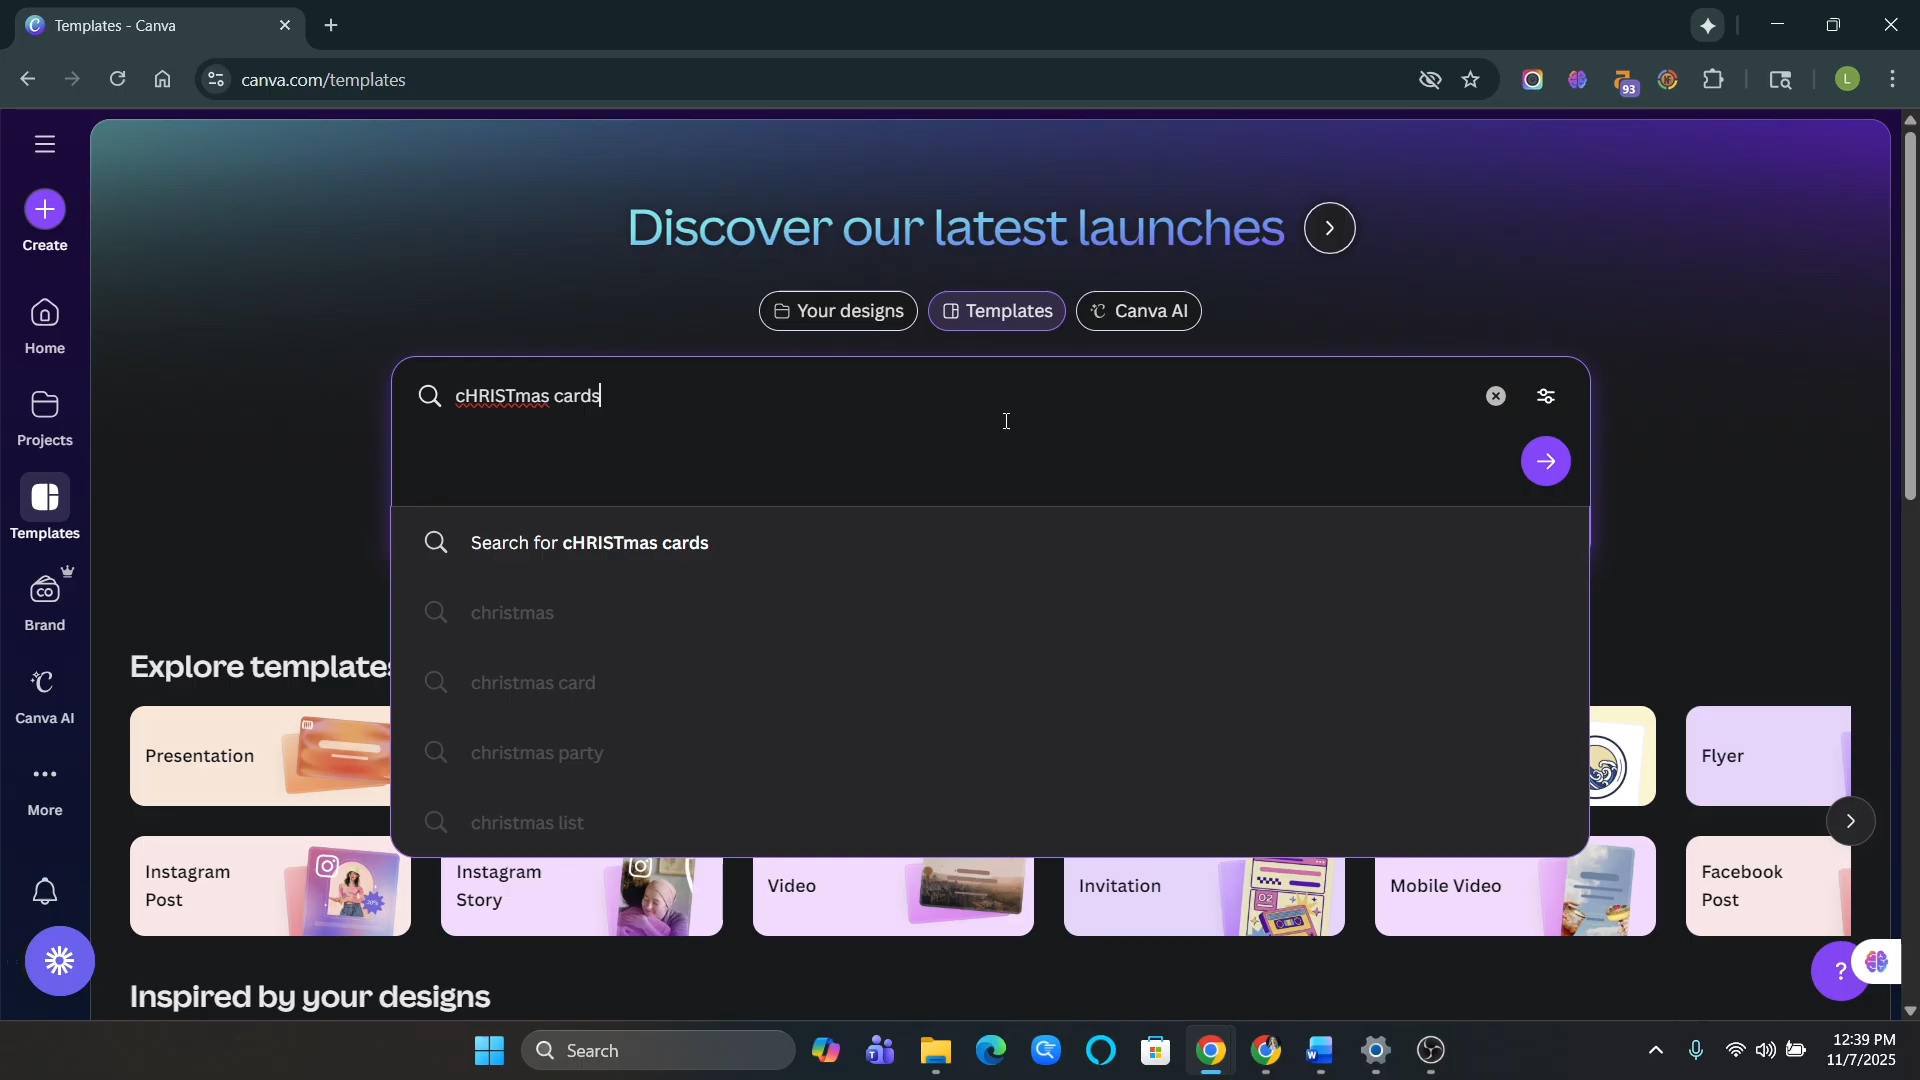 Templates - Canva
canva.com/templates
93
L
Create
Home
Projects
Templates
Brand
Canva AI
More
Discover our latest launches
Your designs
Templates
Canva AI
cHRISTmas cards
Search for cHRISTmas cards
christmas
christmas card
christmas party
christmas list
Explore templates
Presentation
Flyer
Instagram
Post
Instagram
Story
Video
Invitation
Mobile Video
Facebook
Post
Inspired by your designs
?
Search
12:39 PM
11/7/2025